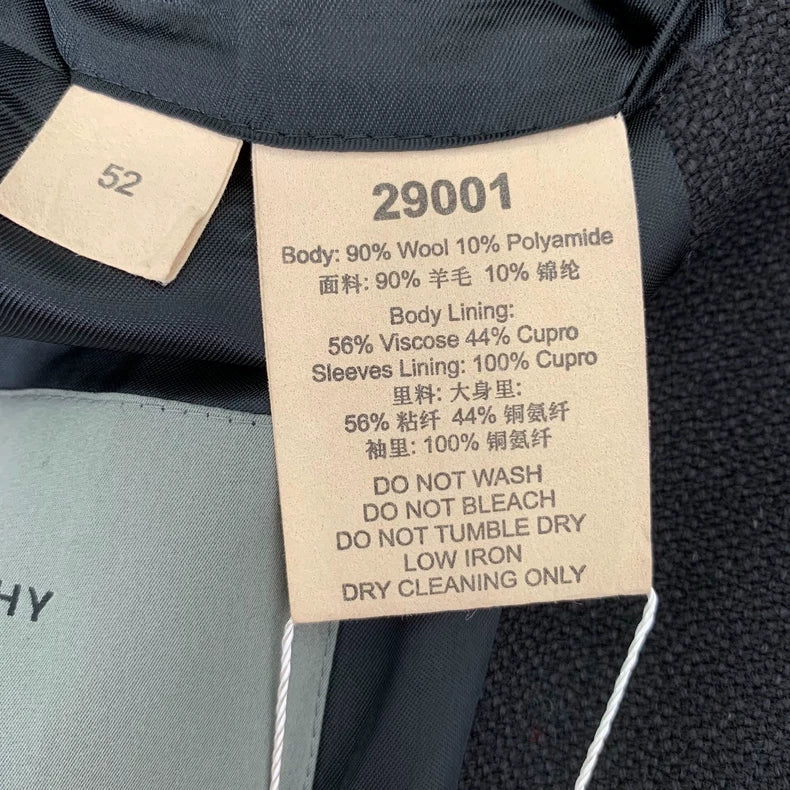 52
29001
Body: 90% Wool 10% Polyamide
面料: 90% 羊毛 10% 锦纶
Body Lining:
56% Viscose 44% Cupro
Sleeves Lining: 100% Cupro
里料: 大身里:
56% 粘纤 44% 铜氨纤
袖里: 100% 铜氨纤
DO NOT WASH
DO NOT BLEACH
DO NOT TUMBLE DRY
LOW IRON
DRY CLEANING ONLY
HY